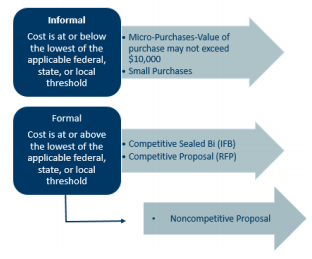 Informal
Cost is at or below
the lowest of the
applicable federal,
state, or local
threshold
• Micro-Purchases-Value of
purchase may not exceed
$10,000
• Small Purchases
Formal
Cost is at or above
the lowest of the
applicable federal,
state, or local
threshold
• Competitive Sealed Bi (IFB)
• Competitive Proposal (RFP)
• Noncompetitive Proposal